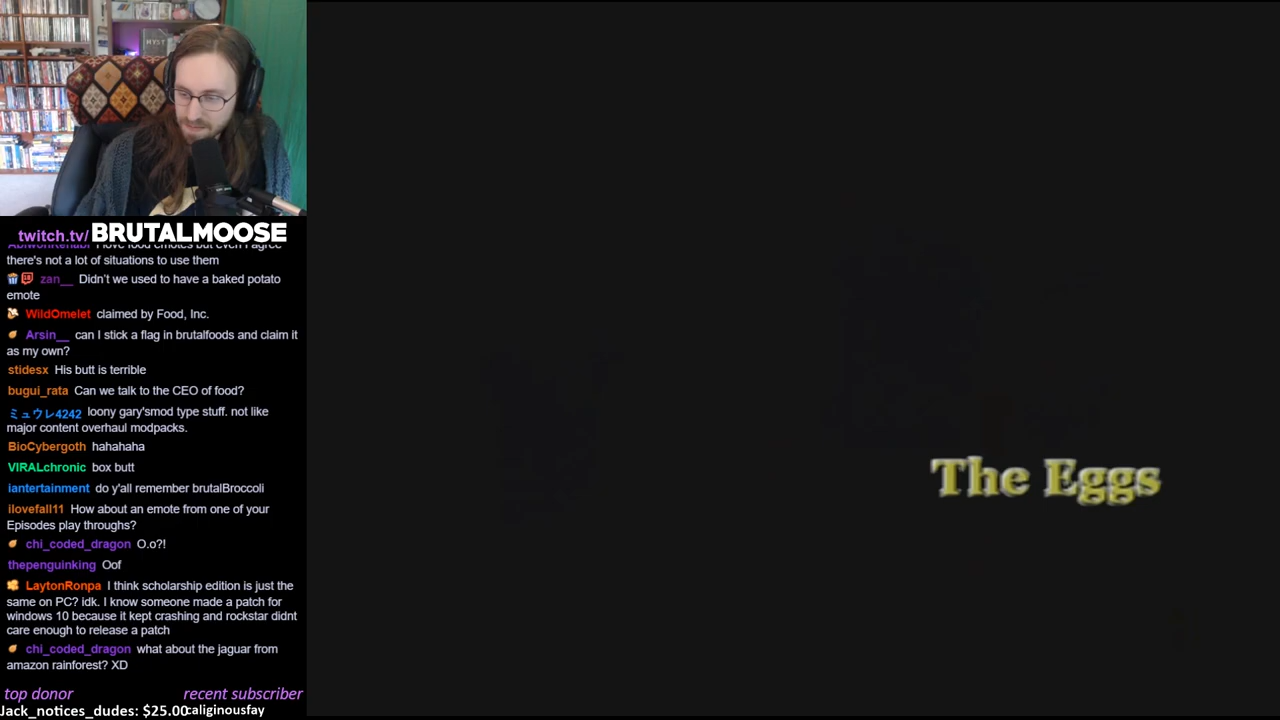 MYST
twitch.tv/BRUTALMOOSE
I love food emotes but even I agree
there's not a lot of situations to use them
zan__ Didn't we used to have a baked potato
emote
WildOmelet claimed by Food, Inc.
Arsin__ can I stick a flag in brutalfoods and claim it
as my own?
stidesx His butt is terrible
bugui_rata Can we talk to the CEO of food?
ミュウレ4242 loony gary'smod type stuff. not like
major content overhaul modpacks.
BioCybergoth hahahaha
VIRALchronic box butt
iantertainment do y'all remember brutalBroccoli
ilovefall11 How about an emote from one of your
Episodes play throughs?
chi_coded_dragon O.o?!
thepenguinking Oof
LaytonRonpa I think scholarship edition is just the
same on PC? idk. I know someone made a patch for
windows 10 because it kept crashing and rockstar didnt
care enough to release a patch
chi_coded_dragon what about the jaguar from
amazon rainforest? XD
top donor recent subscriber
Jack_notices_dudes: $25.00 caliginousfay
The Eggs